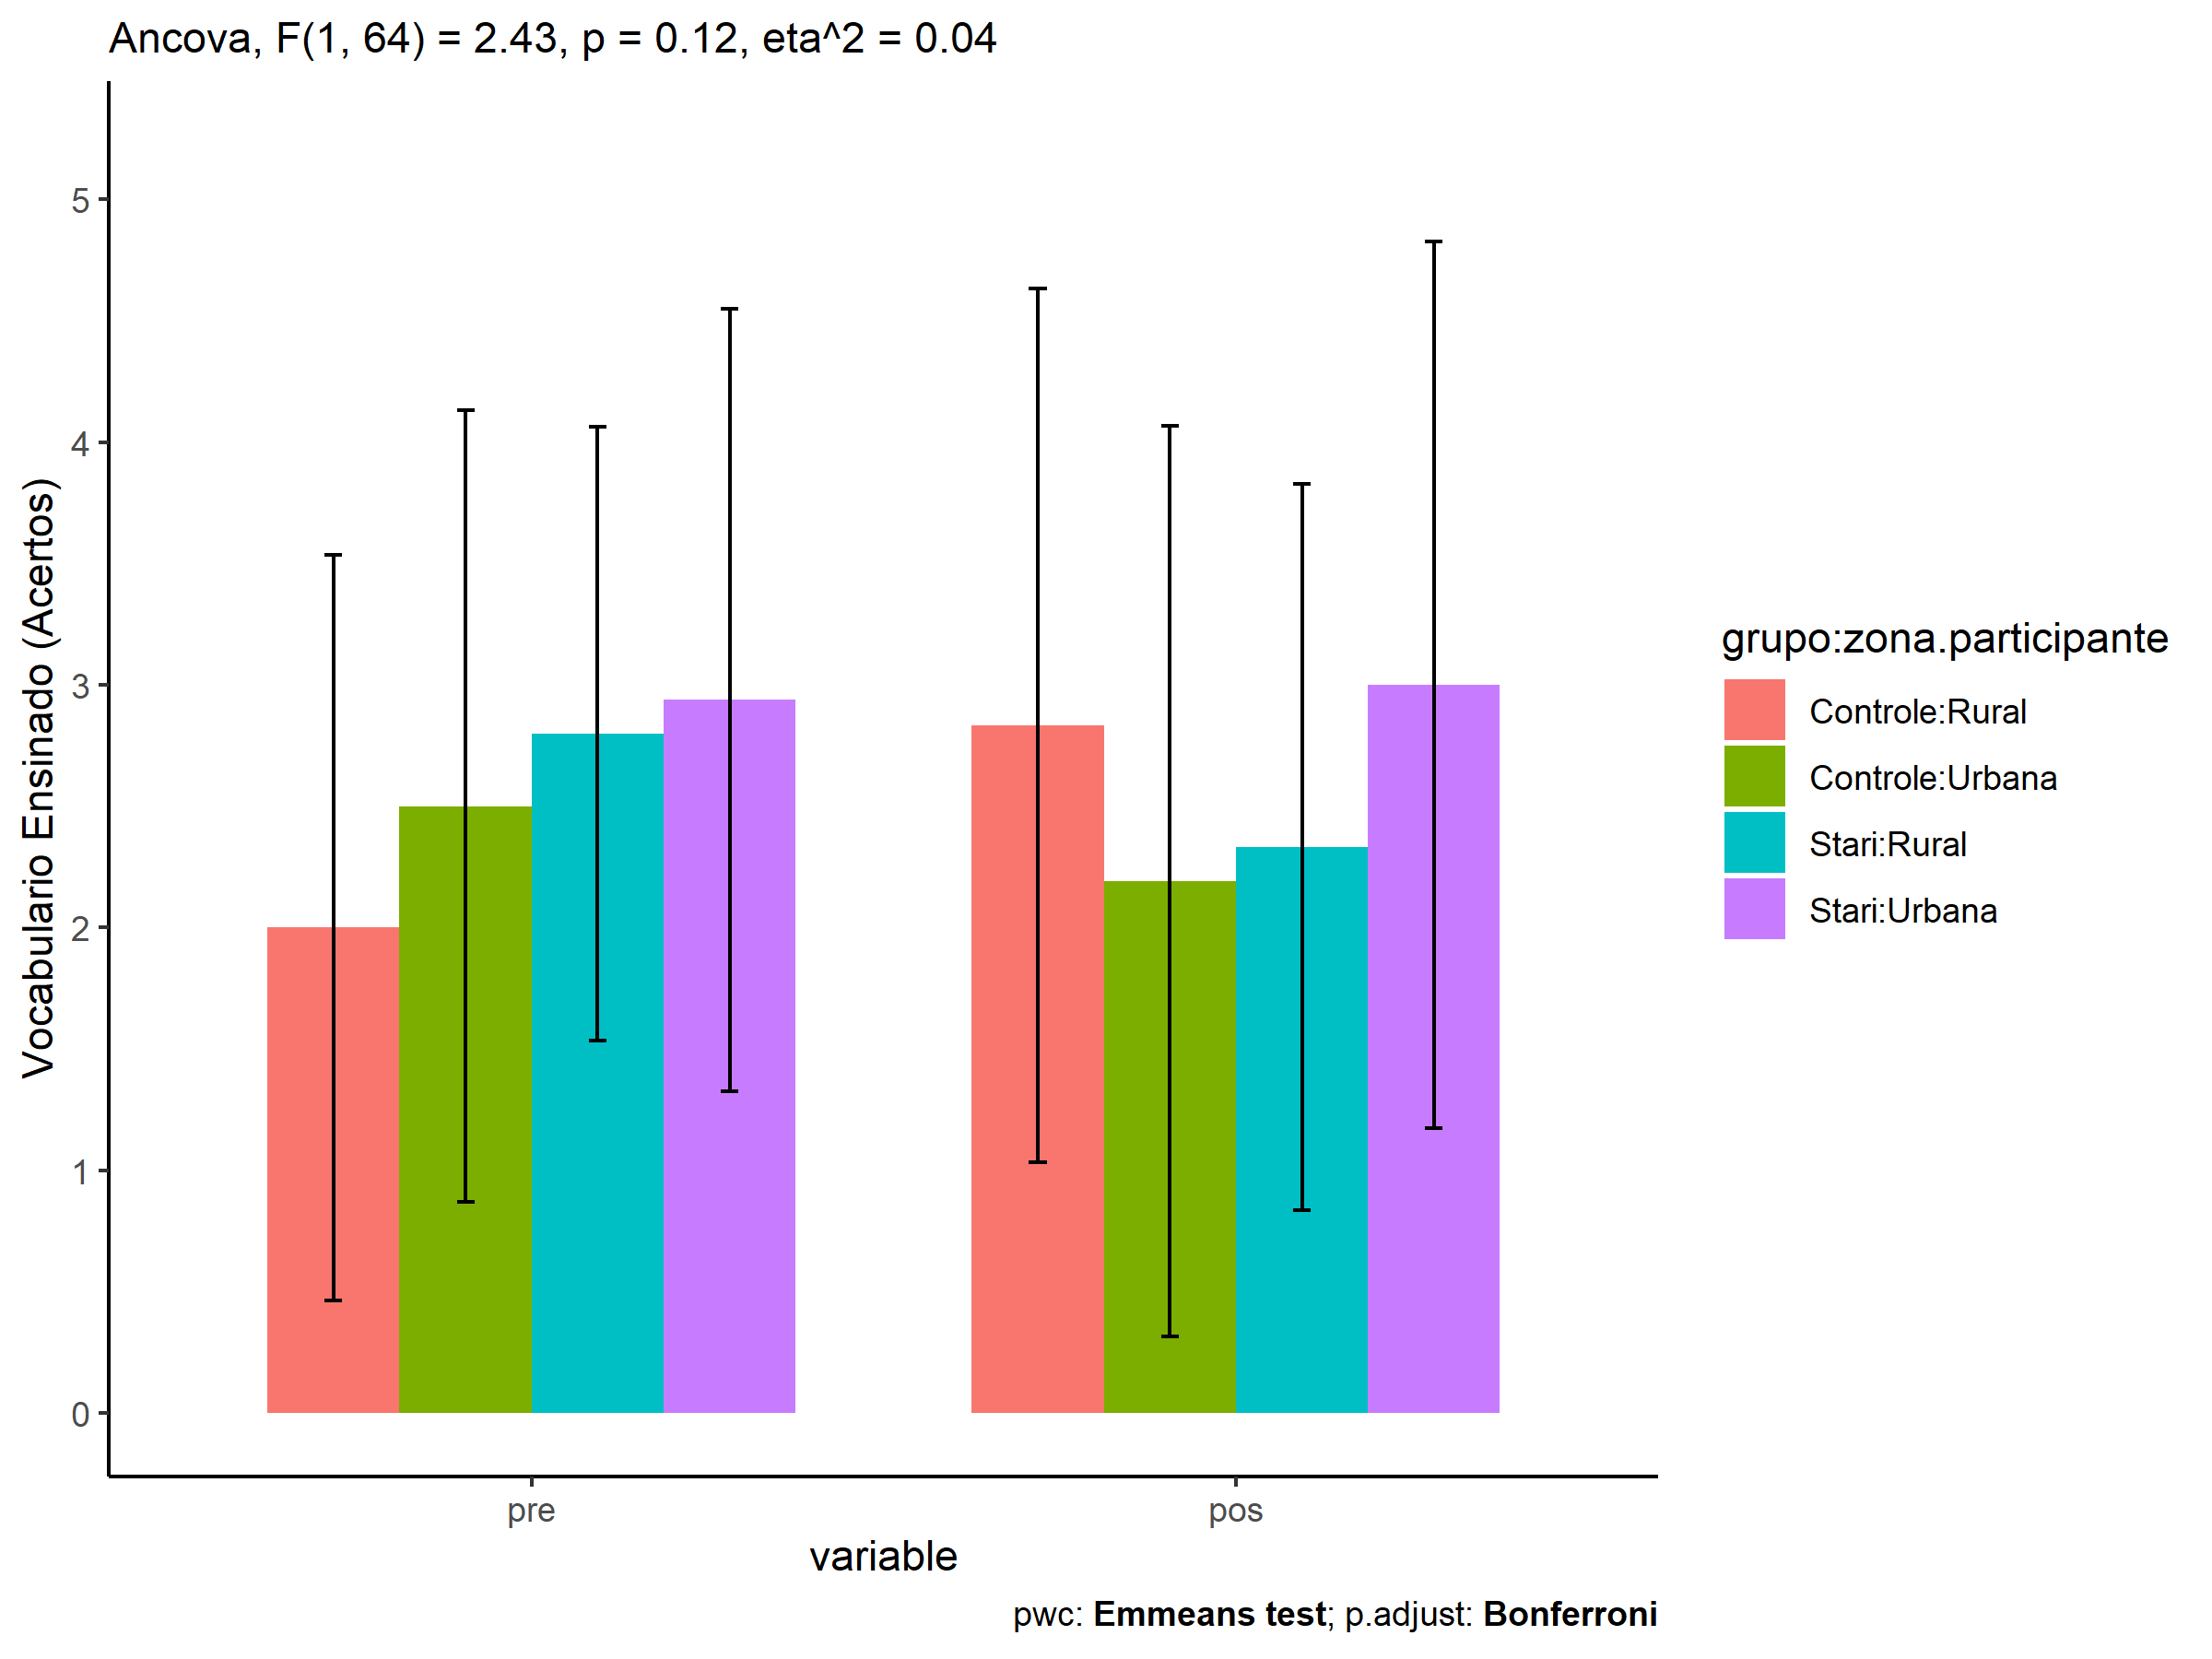 Ancova, F(1, 64) = 2.43, p = 0.12, eta^2 = 0.04
Vocabulario Ensinado (Acertos)
5
4
3
2
1
0
pre
pos
variable
grupo:zona.participante
Controle:Rural
Controle:Urbana
Stari:Rural
Stari:Urbana
pwc: Emmeans test; p.adjust: Bonferroni